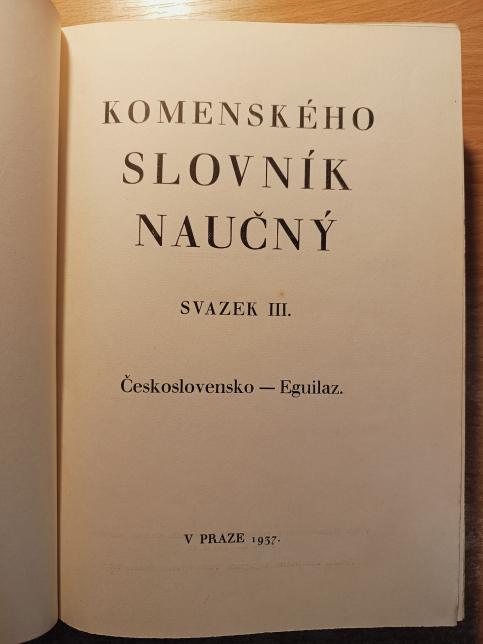 KOMENSKÉHO
SLOVNÍK
NAUČNÝ
SVAZEK III.
Československo — Eguilaz.
V PRAZE 1937.